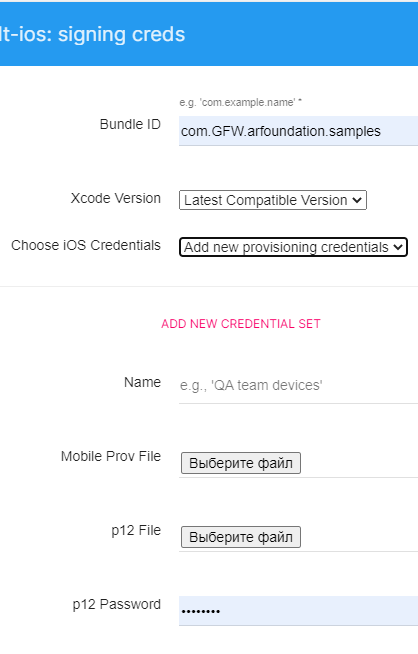 lt-ios: signing creds
e.g. 'com.example.name' *
Bundle ID
com.GFW.arfoundation.samples
Xcode Version
Latest Compatible Version
Choose iOS Credentials
Add new provisioning credentials
ADD NEW CREDENTIAL SET
Name
e.g., 'QA team devices'
Mobile Prov File
Выберите файл
p12 File
Выберите файл
p12 Password
••••••••